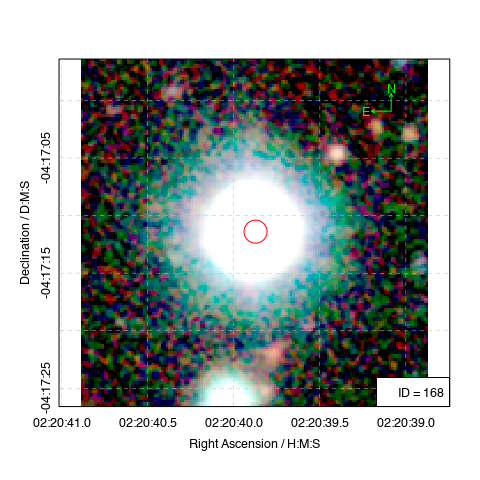 N
E
Declination / D:M:S
-04:17:05
-04:17:15
-04:17:25
ID = 168
02:20:41.0 02:20:40.5 02:20:40.0 02:20:39.5 02:20:39.0
Right Ascension / H:M:S